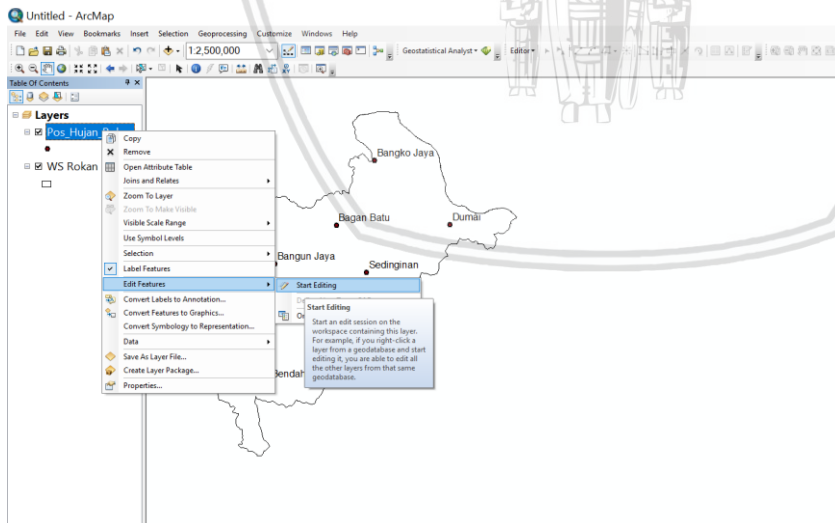 Untitled - ArcMap
File Edit View Bookmarks Insert Selection Geoprocessing Customize Windows Help
1:2,500,000
Geostatistical Analyst
Editor
Table Of Contents
Layers
Pos_Hujan
WS Rokan
Copy
Remove
Open Attribute Table
Joins and Relates
Zoom To Layer
Zoom To Make Visible
Visible Scale Range
Use Symbol Levels
Selection
Label Features
Edit Features
Convert Labels to Annotation...
Convert Features to Graphics...
Convert Symbology to Representation...
Data
Save As Layer File...
Create Layer Package...
Properties...
Start Editing
Start Editing
Start an edit session on the
workspace containing this layer.
For example, if you right-click a
layer from a geodatabase and start
editing it, you are able to edit all
the other layers from that same
geodatabase.
Bangko Jaya
Bagan Batu
Dumai
Bangun Jaya
Sedinginan
Bendah